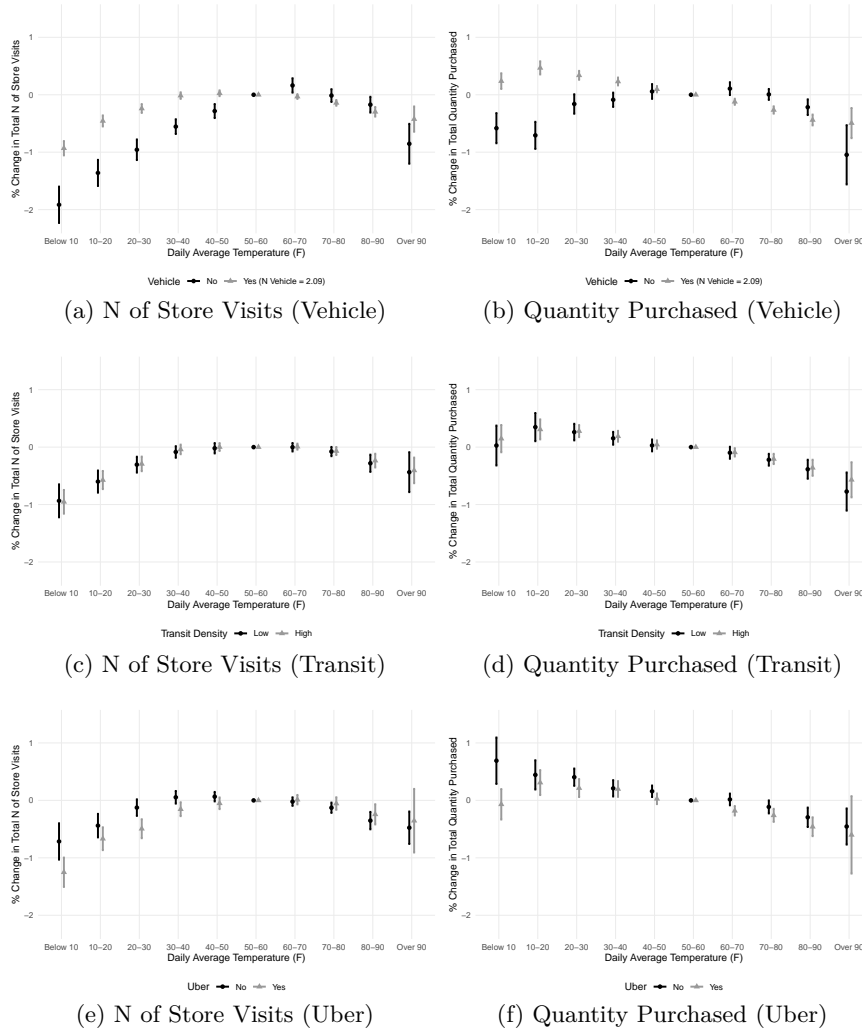 % Change in Total N of Store Visits
1
0
−1
−2
Below 10 10−20 20−30 30−40 40−50 50−60 60−70 70−80 80−90 Over 90
Daily Average Temperature (F)
Vehicle No Yes (N Vehicle = 2.09)
(a) N of Store Visits (Vehicle)
% Change in Total Quantity Purchased
1
0
−1
−2
Below 10 10−20 20−30 30−40 40−50 50−60 60−70 70−80 80−90 Over 90
Daily Average Temperature (F)
Vehicle No Yes (N Vehicle = 2.09)
(b) Quantity Purchased (Vehicle)
% Change in Total N of Store Visits
1
0
−1
−2
Below 10 10−20 20−30 30−40 40−50 50−60 60−70 70−80 80−90 Over 90
Daily Average Temperature (F)
Transit Density Low High
(c) N of Store Visits (Transit)
% Change in Total Quantity Purchased
1
0
−1
−2
Below 10 10−20 20−30 30−40 40−50 50−60 60−70 70−80 80−90 Over 90
Daily Average Temperature (F)
Transit Density Low High
(d) Quantity Purchased (Transit)
% Change in Total N of Store Visits
1
0
−1
−2
Below 10 10−20 20−30 30−40 40−50 50−60 60−70 70−80 80−90 Over 90
Daily Average Temperature (F)
Uber No Yes
(e) N of Store Visits (Uber)
% Change in Total Quantity Purchased
1
0
−1
−2
Below 10 10−20 20−30 30−40 40−50 50−60 60−70 70−80 80−90 Over 90
Daily Average Temperature (F)
Uber No Yes
(f) Quantity Purchased (Uber)